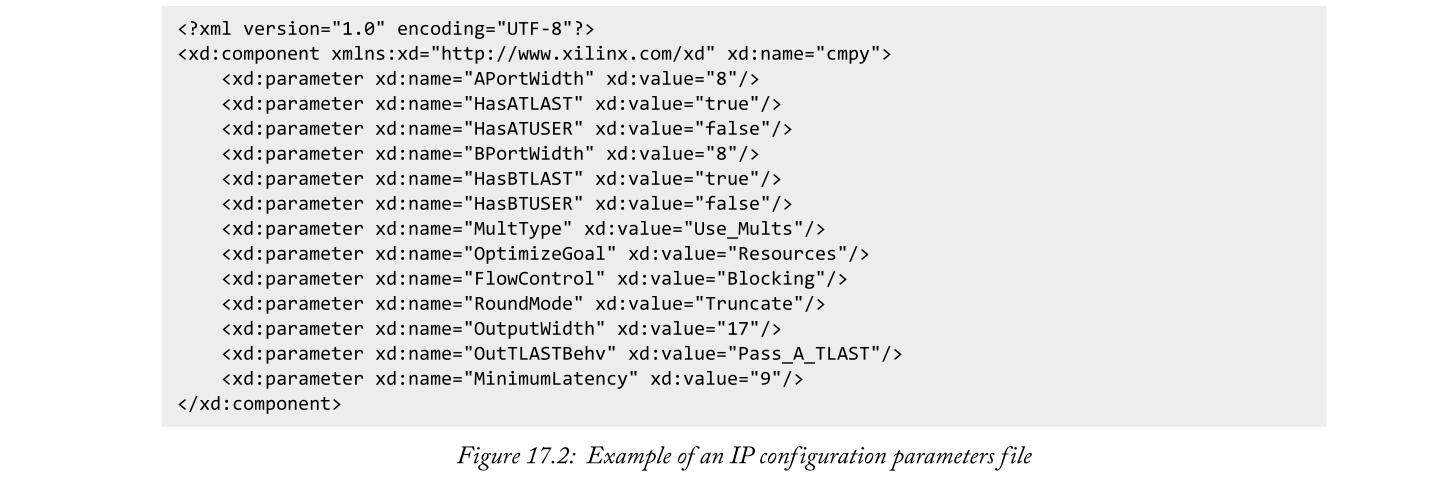 <?xml version="1.0" encoding="UTF-8"?>
<xd:component xmlns:xd="http://www.xilinx.com/xd" xd:name="cmpy">
    <xd:parameter xd:name="APortWidth" xd:value="8"/>
    <xd:parameter xd:name="HasATLAST" xd:value="true"/>
    <xd:parameter xd:name="HasATUSER" xd:value="false"/>
    <xd:parameter xd:name="BPortWidth" xd:value="8"/>
    <xd:parameter xd:name="HasBTLAST" xd:value="true"/>
    <xd:parameter xd:name="HasBTUSER" xd:value="false"/>
    <xd:parameter xd:name="MultType" xd:value="Use_Mults"/>
    <xd:parameter xd:name="OptimizeGoal" xd:value="Resources"/>
    <xd:parameter xd:name="FlowControl" xd:value="Blocking"/>
    <xd:parameter xd:name="RoundMode" xd:value="Truncate"/>
    <xd:parameter xd:name="OutputWidth" xd:value="17"/>
    <xd:parameter xd:name="OutTLASTBehv" xd:value="Pass_A_TLAST"/>
    <xd:parameter xd:name="MinimumLatency" xd:value="9"/>
</xd:component>
Figure 17.2: Example of an IP configuration parameters file